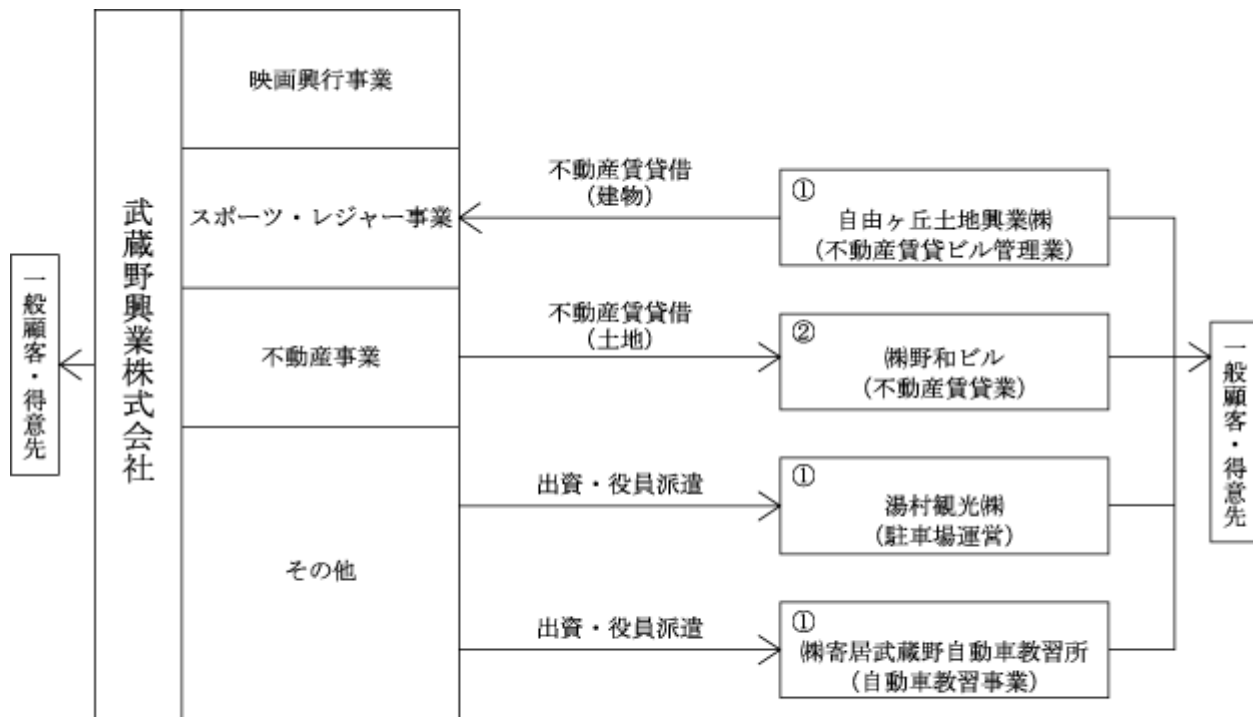 一般顧客・得意先
武蔵野興業株式会社
映画興行事業
スポーツ・レジャー事業
不動産事業
その他
不動産賃貸借
(建物)
不動産賃貸借
(土地)
出資・役員派遣
出資・役員派遣
①
自由ヶ丘土地興業㈱
(不動産賃貸ビル管理業)
②
㈱野和ビル
(不動産賃貸業)
①
湯村観光㈱
(駐車場運営)
①
㈱寄居武蔵野自動車教習所
(自動車教習事業)
一般顧客・得意先